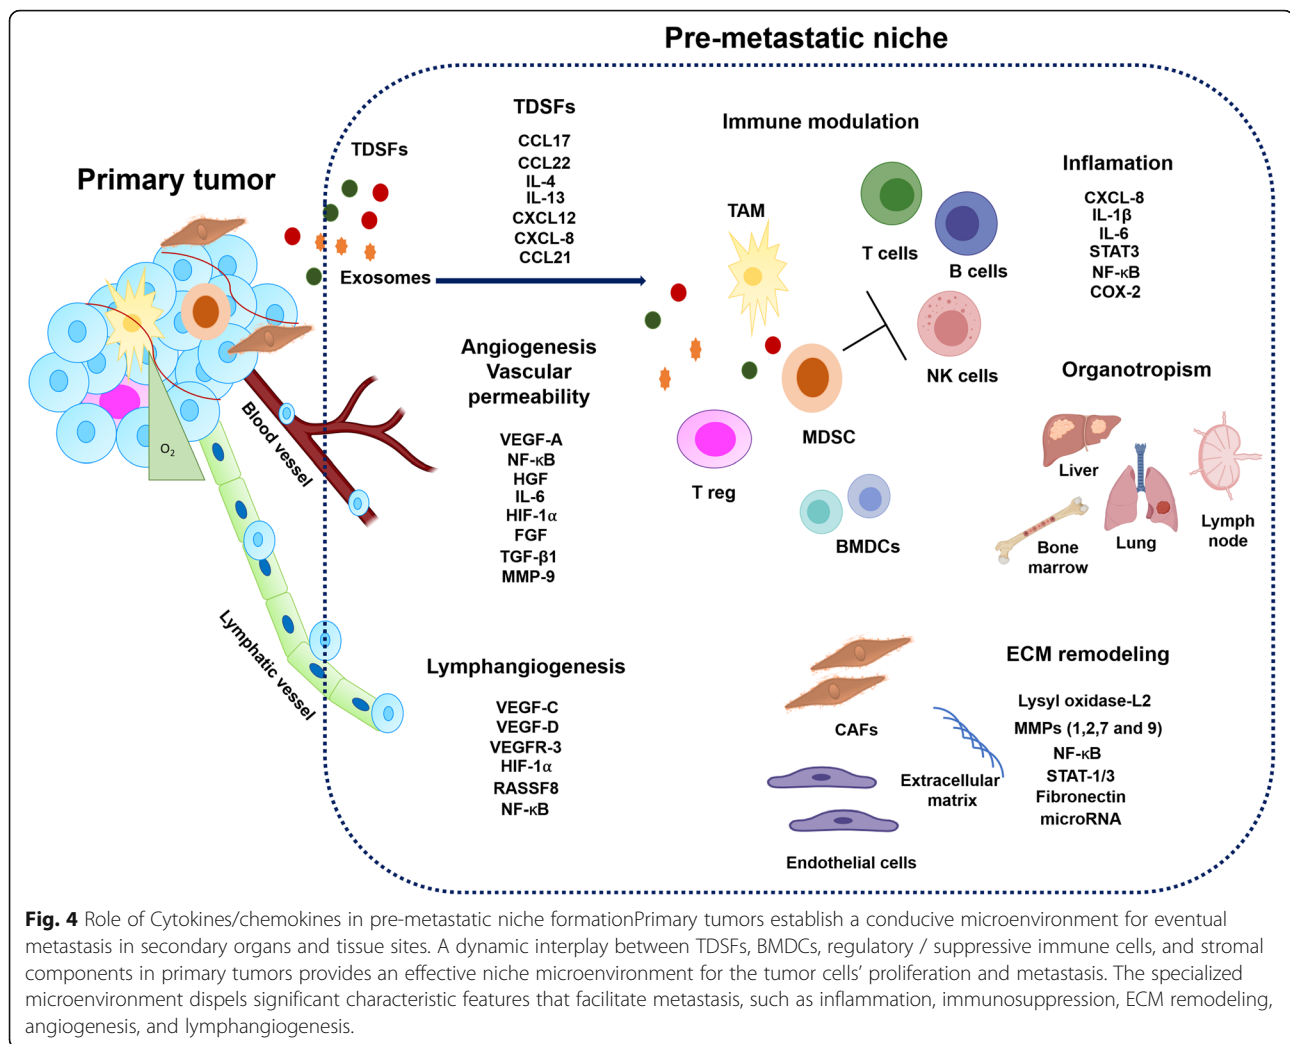 Pre-metastatic niche
Primary tumor
TDSFs
Exosomes
O2
Blood vessel
Lymphatic vessel
TDSFs
CCL17
CCL22
IL-4
IL-13
CXCL12
CXCL-8
CCL21
Angiogenesis
Vascular
permeability
VEGF-A
NF-κB
HGF
IL-6
HIF-1α
FGF
TGF-β1
MMP-9
Lymphangiogenesis
VEGF-C
VEGF-D
VEGFR-3
HIF-1α
RASSF8
NF-κB
Immune modulation
TAM
T cells
B cells
NK cells
MDSC
T reg
BMDCs
CAFs
Extracellular
matrix
Endothelial cells
Inflamation
CXCL-8
IL-1β
IL-6
STAT3
NF-κB
COX-2
Organotropism
Liver
Lung
Lymph
node
Bone
marrow
ECM remodeling
Lysyl oxidase-L2
MMPs (1,2,7 and 9)
NF-κB
STAT-1/3
Fibronectin
microRNA
Fig. 4 Role of Cytokines/chemokines in pre-metastatic niche formationPrimary tumors establish a conducive microenvironment for eventual
metastasis in secondary organs and tissue sites. A dynamic interplay between TDSFs, BMDCs, regulatory / suppressive immune cells, and stromal
components in primary tumors provides an effective niche microenvironment for the tumor cells’ proliferation and metastasis. The specialized
microenvironment dispels significant characteristic features that facilitate metastasis, such as inflammation, immunosuppression, ECM remodeling,
angiogenesis, and lymphangiogenesis.